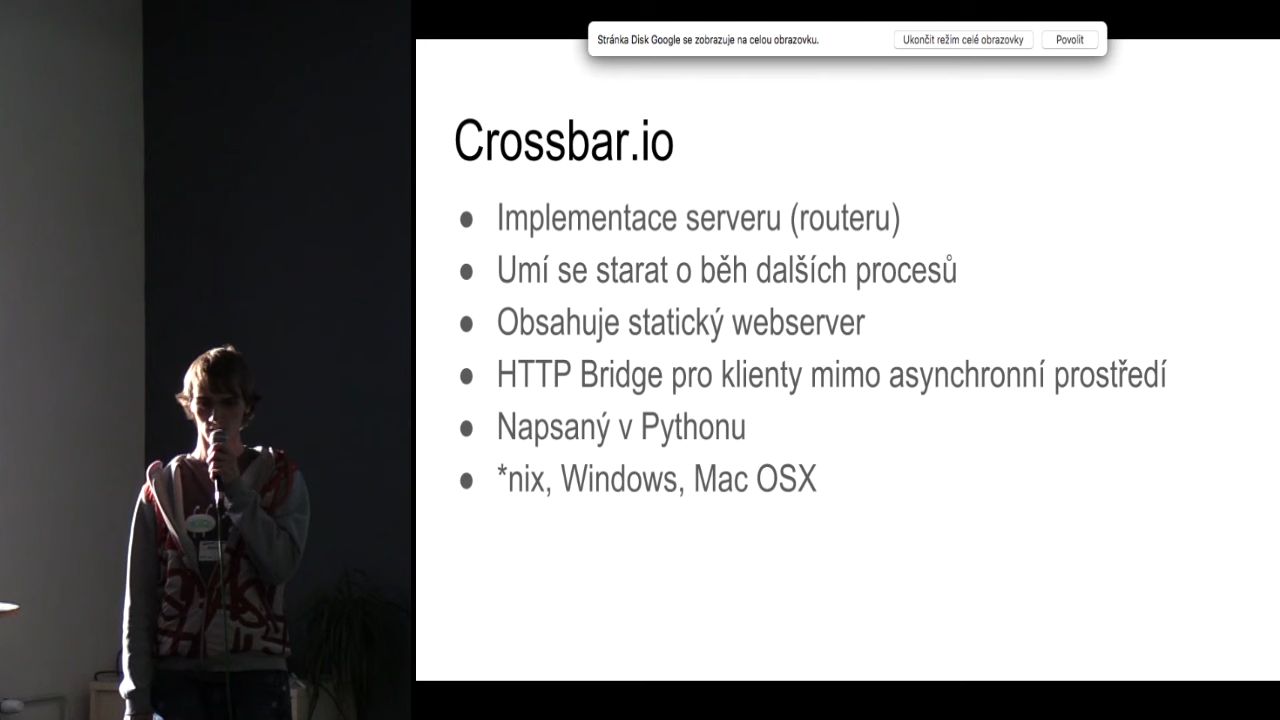 Stránka Disk Google se zobrazuje na celou obrazovku. Ukončit režim celé obrazovky Povolit
Crossbar.io
● Implementace serveru (routeru)
● Umí se starat o běh dalších procesů
● Obsahuje statický webserver
● HTTP Bridge pro klienty mimo asynchronní prostředí
● Napsaný v Pythonu
● *nix, Windows, Mac OSX